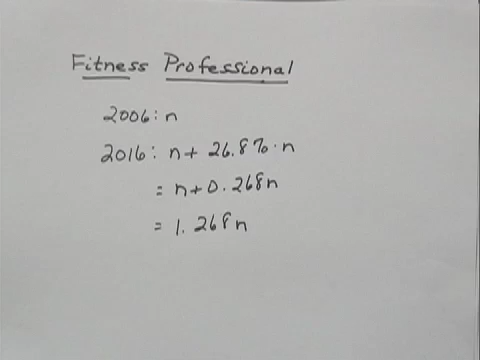 Fitness Professional
2006: n
2016: n + 26.8% · n
= n + 0.268n
= 1.268n